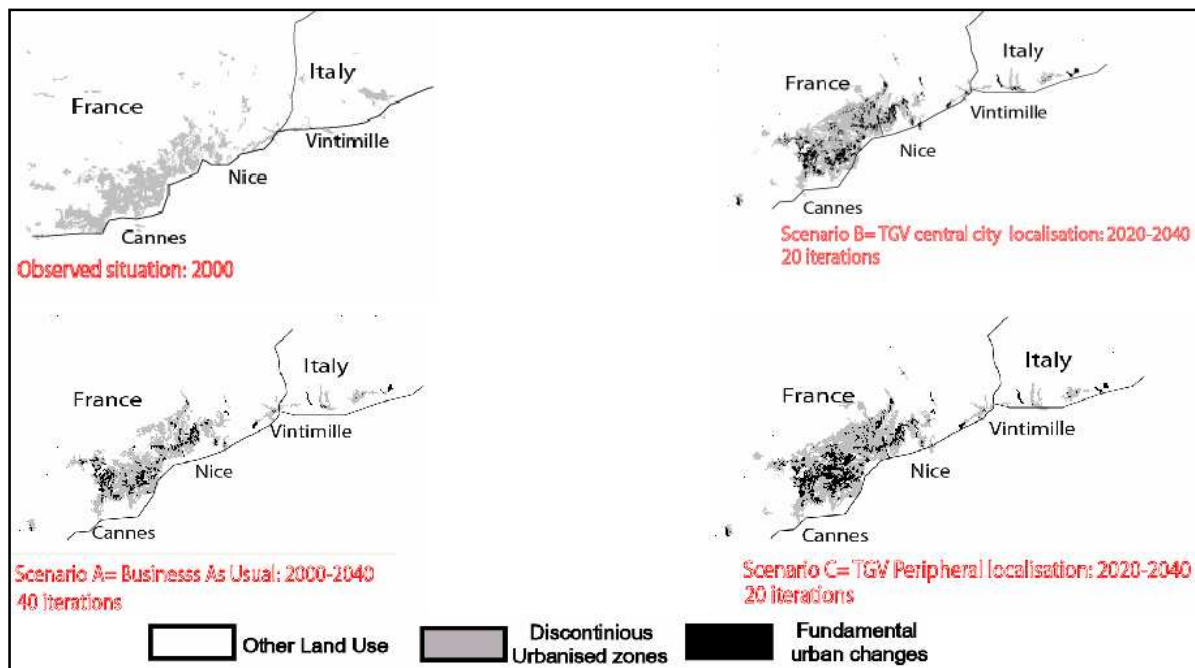 France
Italy
Vintimille
Nice
Cannes
Observed situation: 2000
Italy
France
Vintimille
Nice
Cannes
Scenario B= TGV central city localisation: 2020-2040
20 iterations
Italy
France
Vintimille
Nice
Cannes
Scenario A= Businesss As Usual: 2000-2040
40 iterations
Italy
France
Vintimille
Nice
Cannes
Scenario C= TGV Peripheral localisation: 2020-2040
20 iterations
Other Land Use
Discontinious
Urbanised zones
Fundamental
urban changes